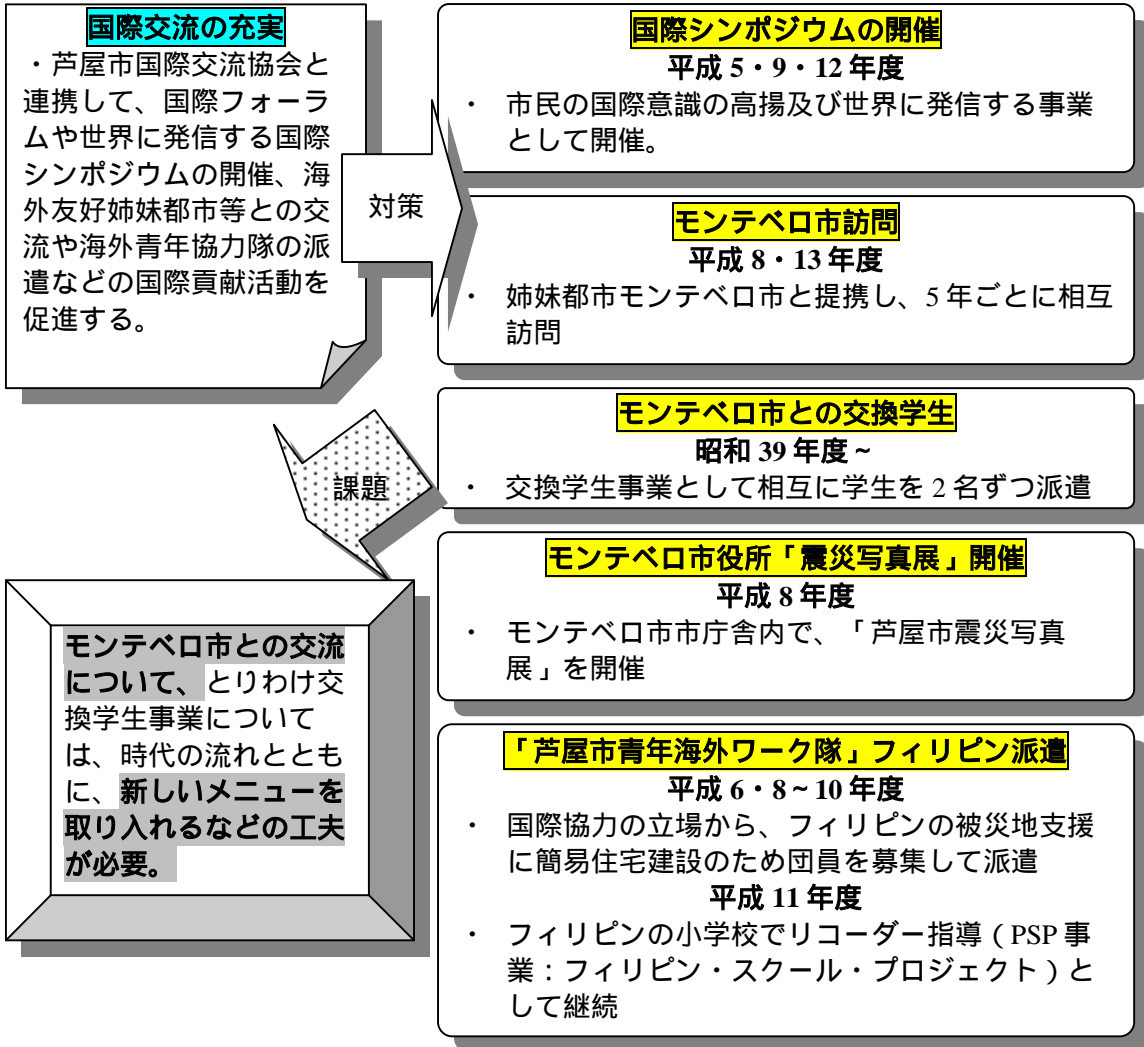 国際交流の充実
・芦屋市国際交流協会と
連携して、国際フォーラ
ムや世界に発信する国際
シンポジウムの開催、海
外友好姉妹都市等との交
流や海外青年協力隊の派
遣などの国際貢献活動を
促進する。
対策
国際シンポジウムの開催
平成 5・9・12 年度
・ 市民の国際意識の高揚及び世界に発信する事業
として開催。
モンテベロ市訪問
平成 8・13 年度
・ 姉妹都市モンテベロ市と提携し、5 年ごとに相互
訪問
モンテベロ市との交換学生
昭和 39 年度~
・ 交換学生事業として相互に学生を 2 名ずつ派遣
モンテベロ市役所「震災写真展」開催
平成 8 年度
・ モンテベロ市市庁舎内で、「芦屋市震災写真
展」を開催
「芦屋市青年海外ワーク隊」フィリピン派遣
平成 6・8~10 年度
・ 国際協力の立場から、フィリピンの被災地支援
に簡易住宅建設のため団員を募集して派遣
平成 11 年度
・ フィリピンの小学校でリコーダー指導(PSP 事
業:フィリピン・スクール・プロジェクト)と
して継続
課題
モンテベロ市との交流
について、とりわけ交
換学生事業について
は、時代の流れととも
に、新しいメニューを
取り入れるなどの工夫
が必要。